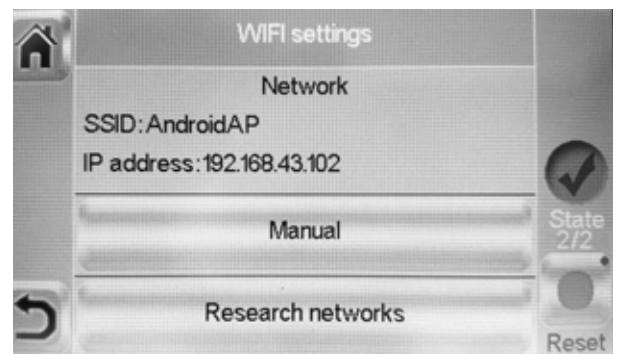 WIFI settings
Network
SSID:AndroidAP
IP address:192.168.43.102
Manual
State
2/2
Research networks
Reset